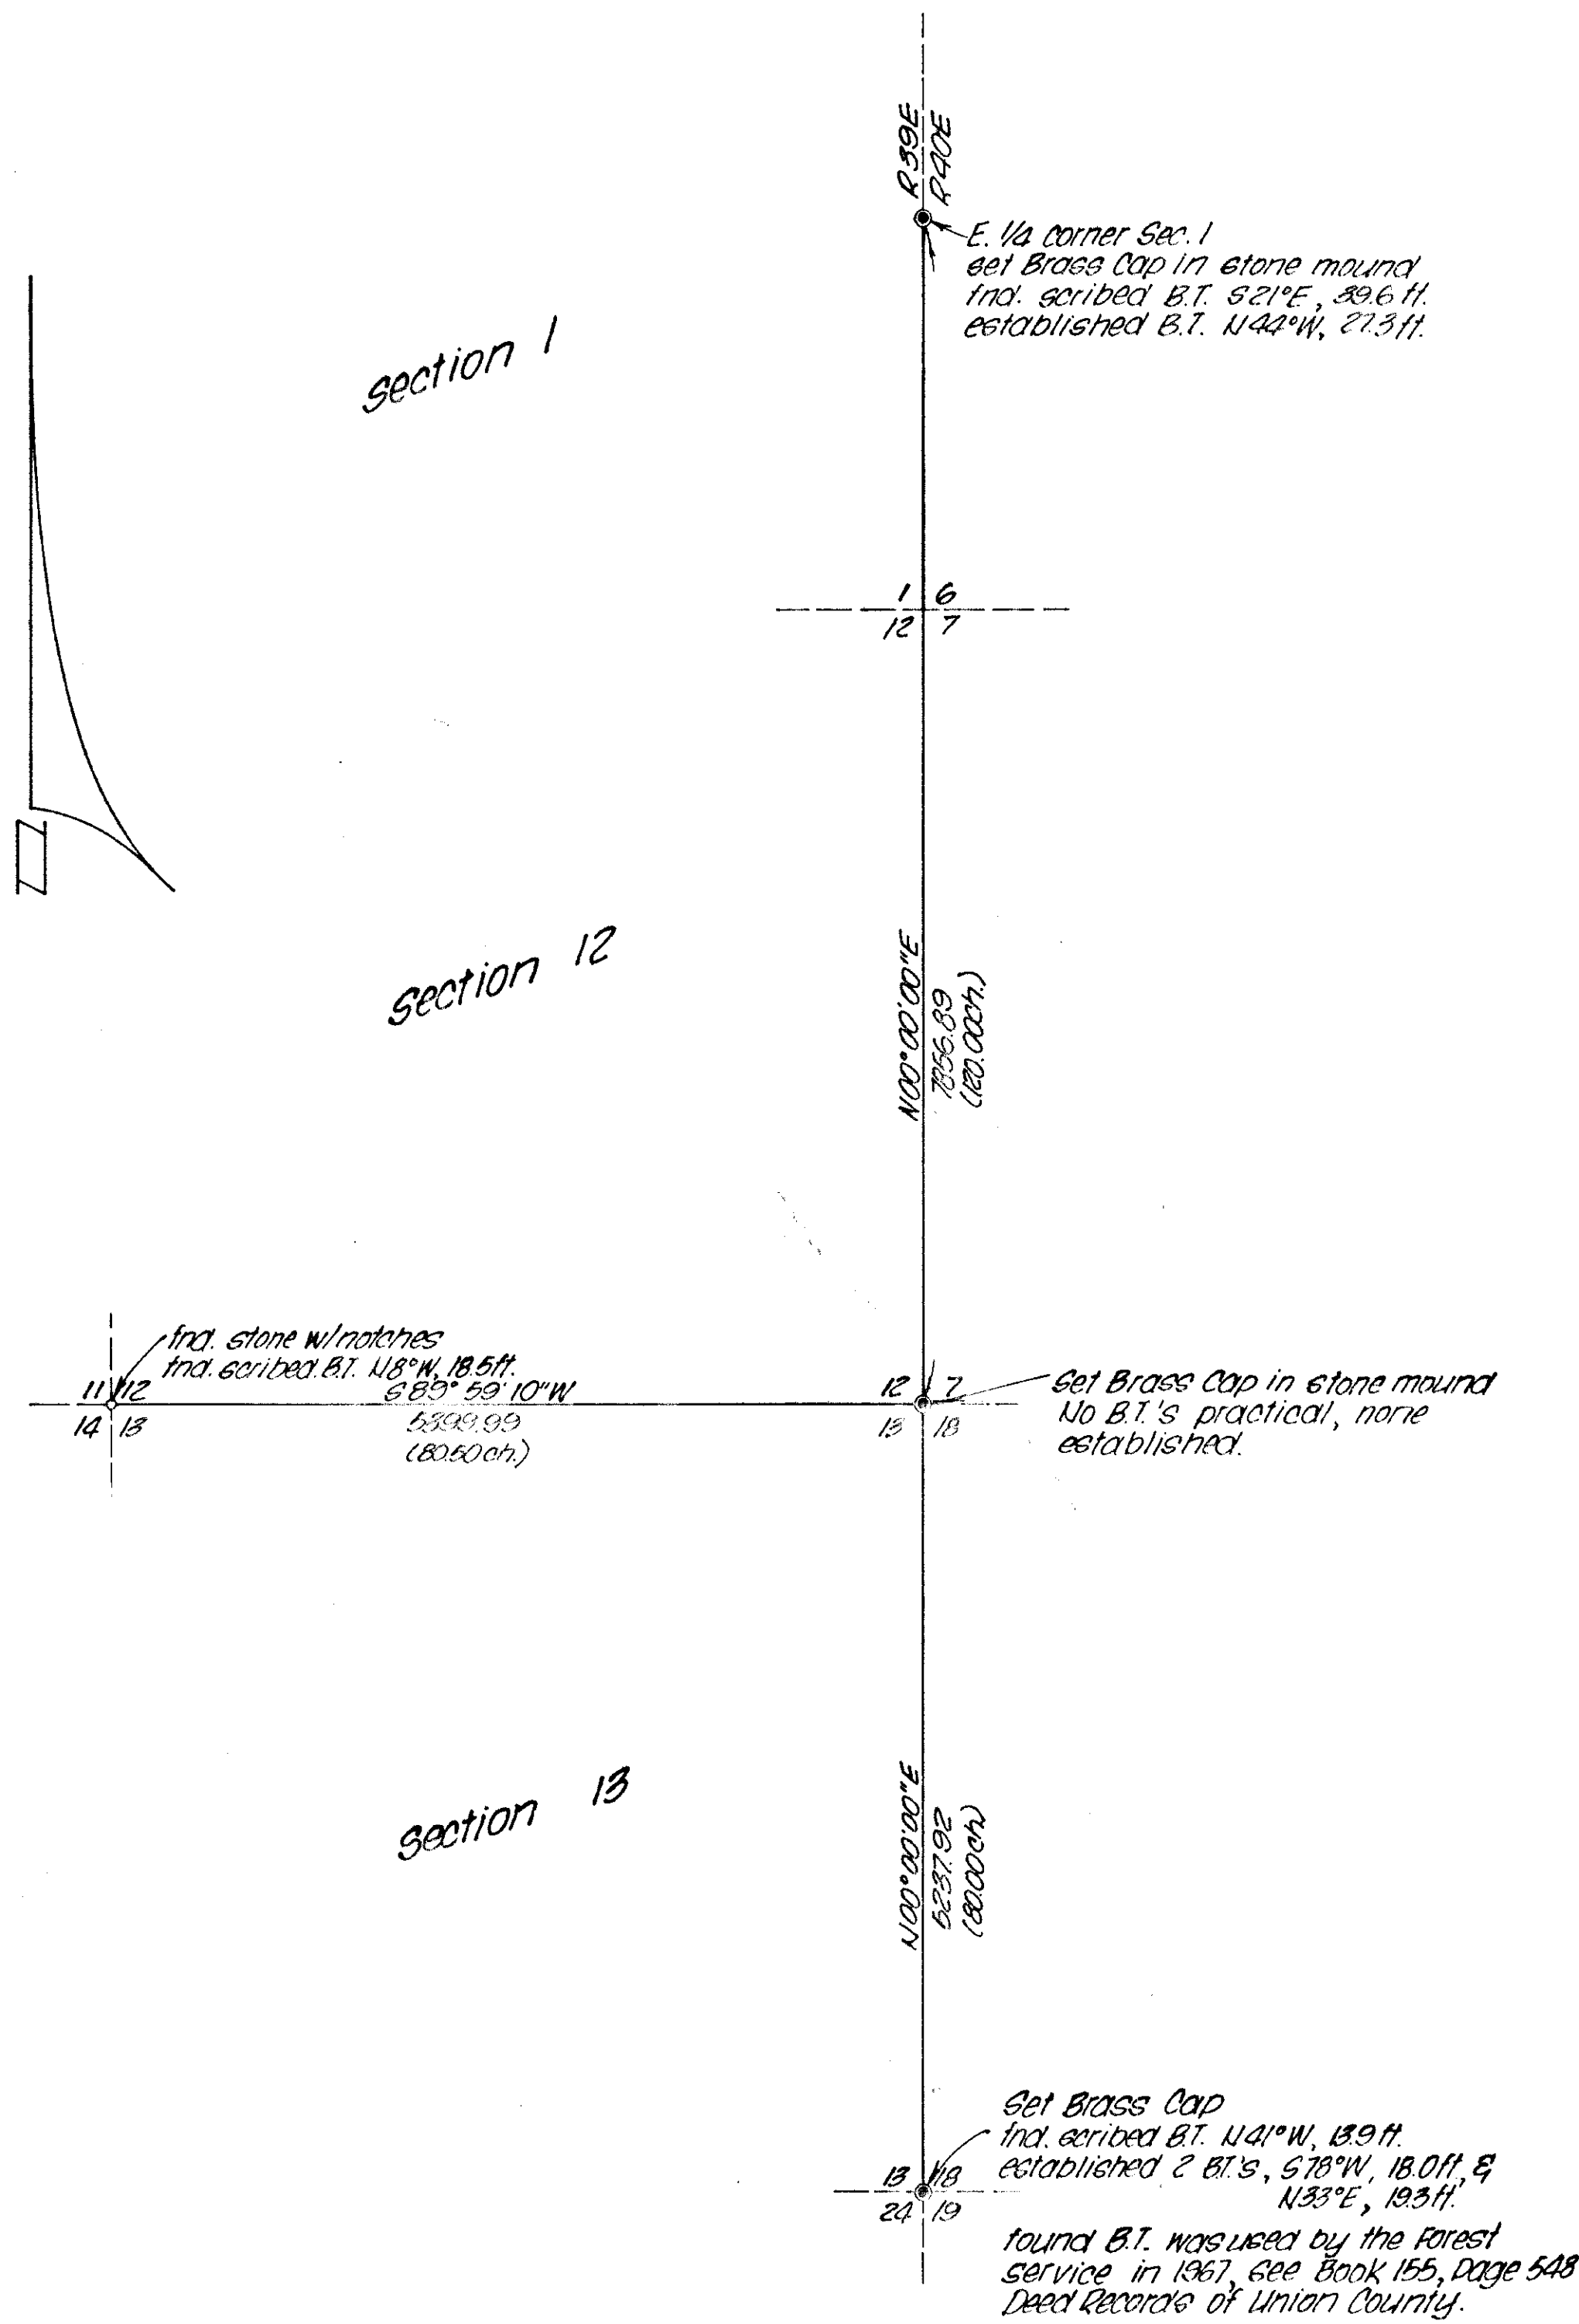 R39E
R40E
E. 1/4 corner Sec. 1
set Brass Cap in stone mound
fnd. scribed B.T. S21°E, 39.6 ft.
established B.T. N44°W, 27.3 ft.
section 1
1 6
12 7
N
section 12
N00°00'00"E
7856.89
(120.00ch.)
fnd. stone w/notches
fnd. scribed B.T. N8°W, 18.5ft.
11 12
S89°59'10"W
14 13
5399.99
(80.50 ch.)
12 7
13 18
Set Brass Cap in stone mound
No B.T.'s practical, none
established.
section 13
N00°00'00"E
5237.92
(80.00ch)
Set Brass Cap
fnd. scribed B.T. N41°W, 13.9 ft.
established 2 B.T.'s, S78°W, 18.0ft., &
N33°E, 19.3ft.
13 18
24 19
found B.T. was used by the Forest
service in 1967, see Book 155, page 548
Deed Records of Union County.